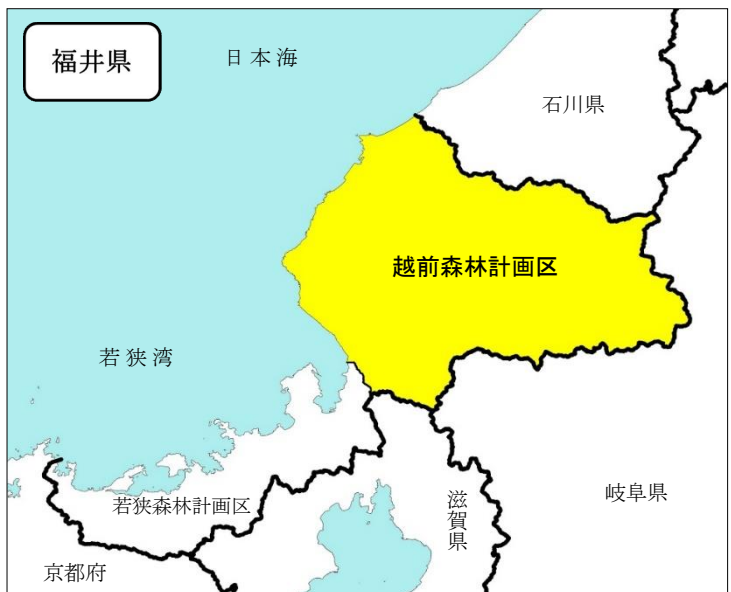 福井県
日本海
石川県
越前森林計画区
若狭湾
岐阜県
滋賀県
若狭森林計画区
京都府